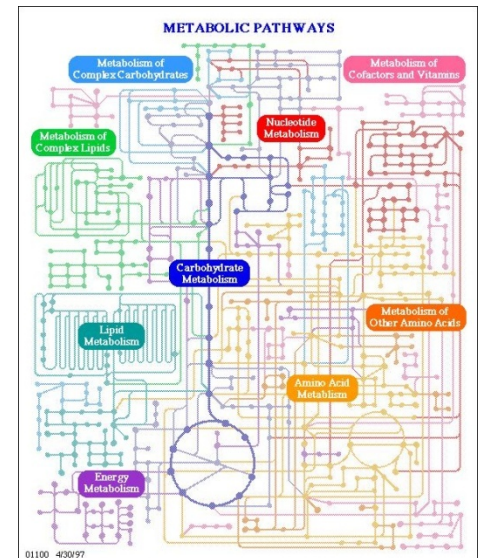 METABOLIC PATHWAYS
Metabolism of
Complex Carbohydrates
Metabolism of
Cofactors and Vitamins
Nucleotide
Metabolism
Metabolism of
Complex Lipids
Carbohydrate
Metabolism
Metabolism of
Other Amino Acids
Lipid
Metabolism
Amino Acid
Metablism
Energy
Metabolism
01100 4/30/97